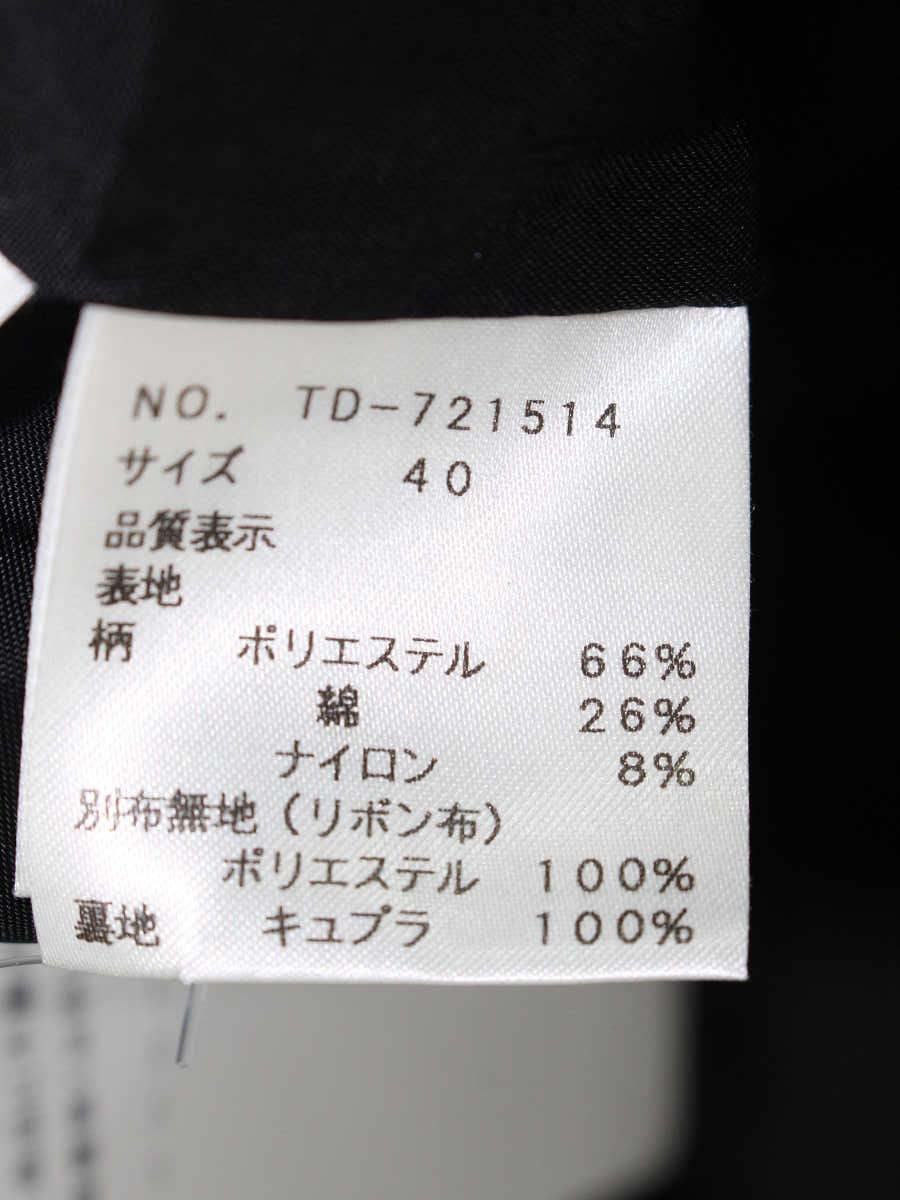 NO. TD-721514
サイズ 40
品質表示
表地
柄 ポリエステル 66%
綿 26%
ナイロン 8%
別布無地(リボン布)
ポリエステル 100%
裏地 キュプラ 100%